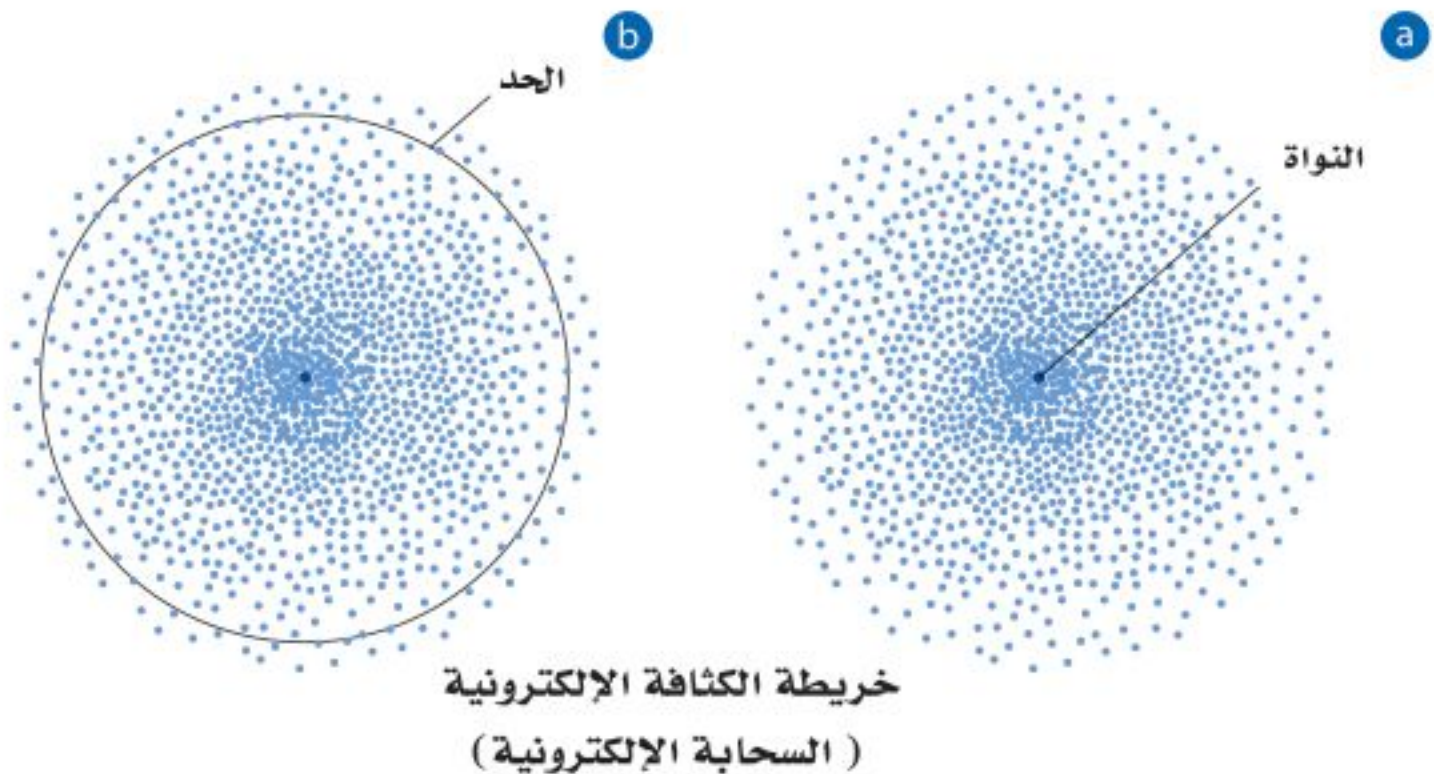 a
b
الحد
النواة
خريطة الكثافة الإلكترونية
(السحابة الإلكترونية)